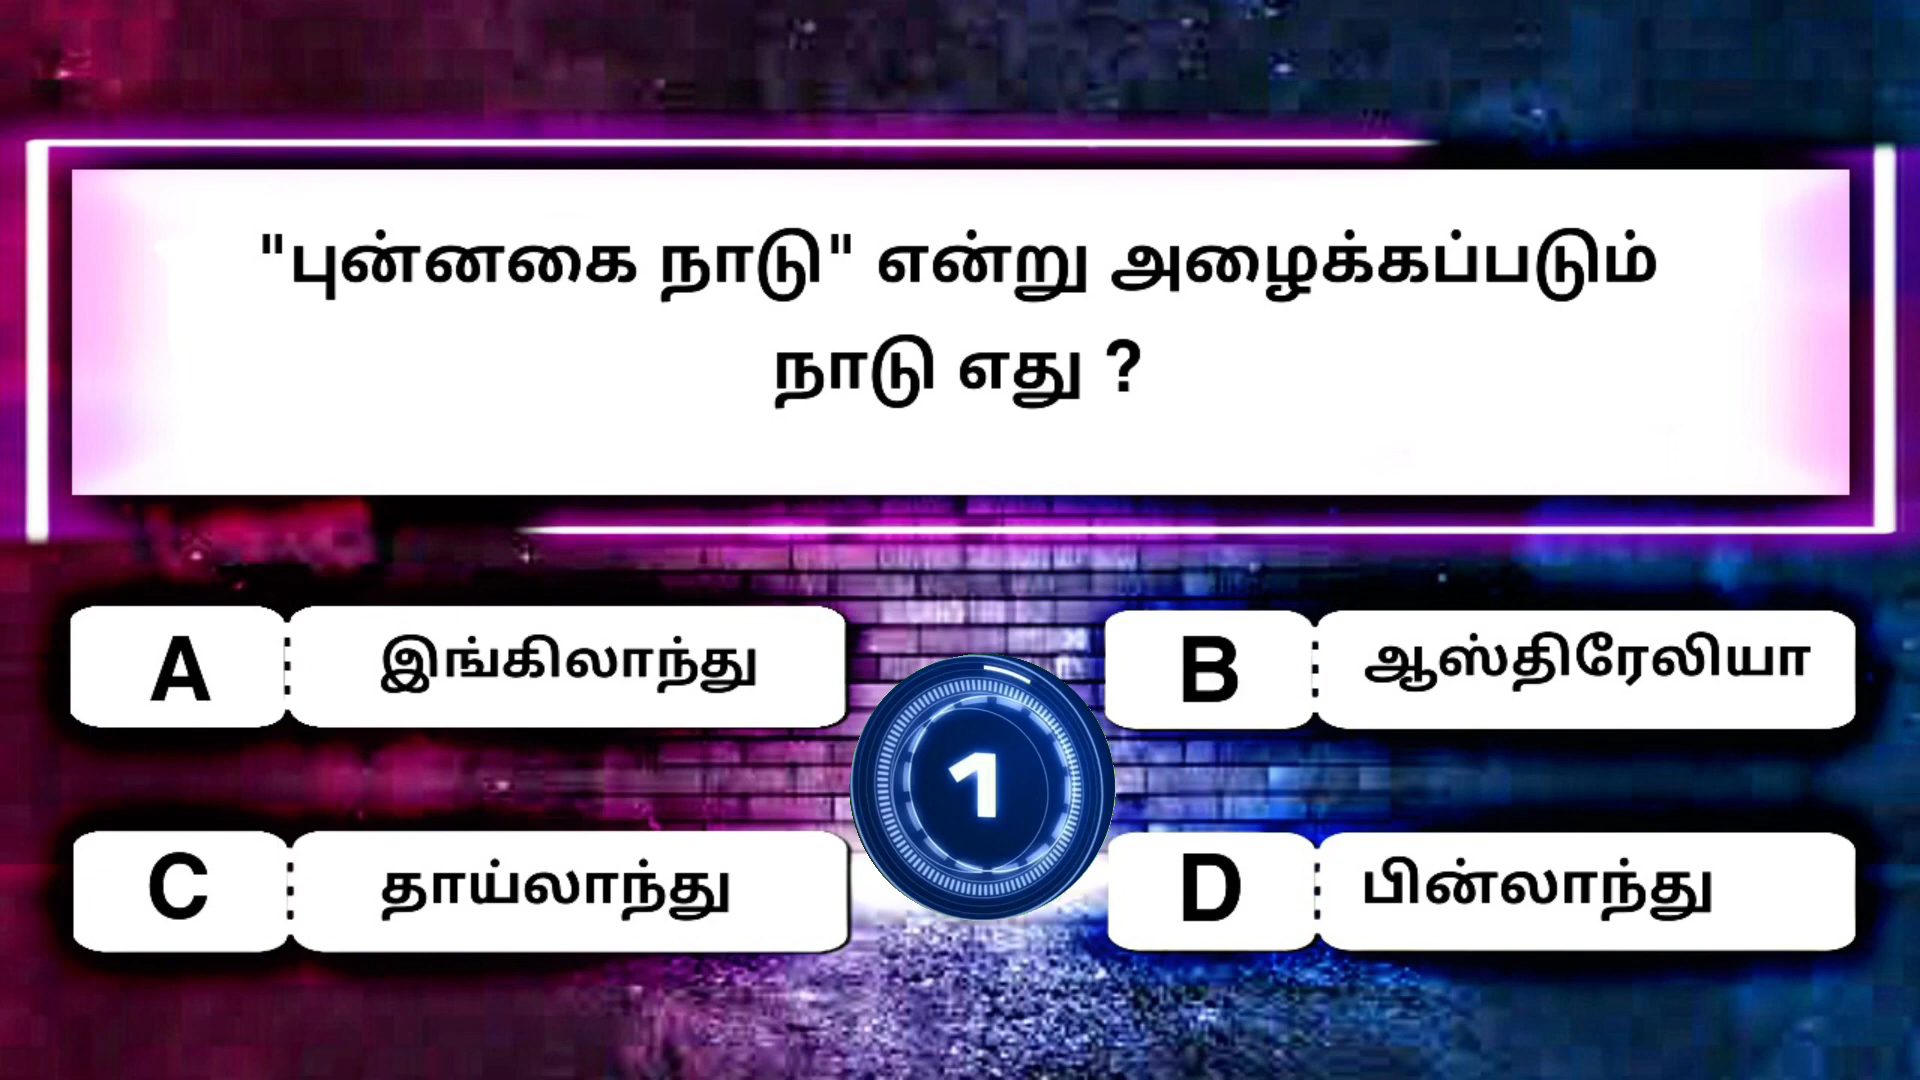 "புன்னகை நாடு" என்று அழைக்கப்படும்
நாடு எது ?
A இங்கிலாந்து
B ஆஸ்திரேலியா
1
C தாய்லாந்து
D பின்லாந்து